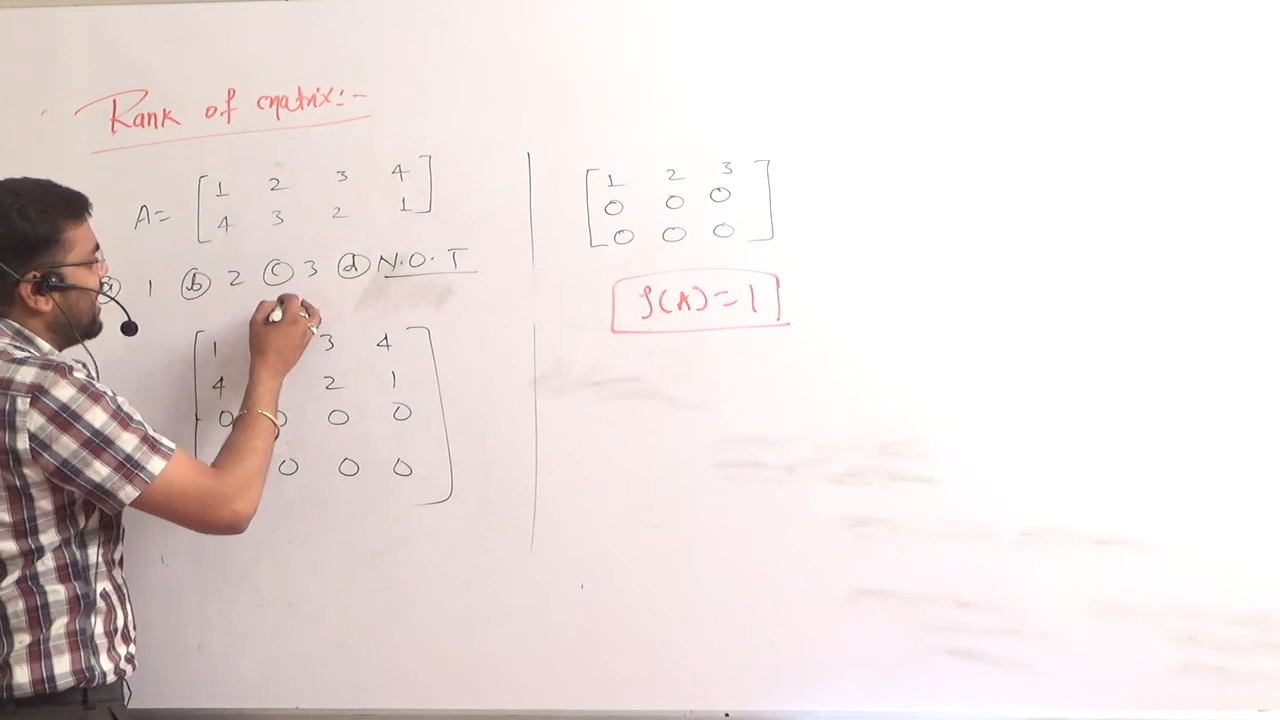 Rank of matrix:-
A= [ 1 2 3 4
4 3 2 1 ]
(a) 1 (b) 2 (c) 3 (d) N.O.T
[ 1 3 4
4 2 1
0 0 0 0
0 0 0 ]
[ 1 2 3
0 0 0
0 0 0 ]
ρ(A) = 1